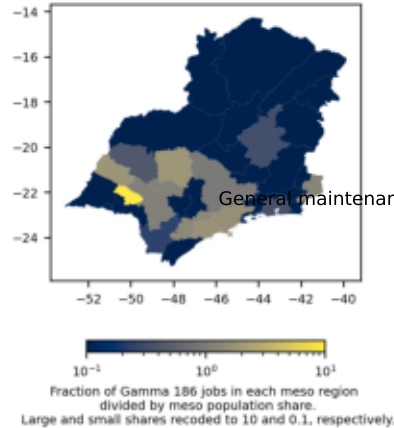 −14
−16
−18
−20
−22
General maintenar
−24
−52 −50 −48 −46 −44 −42 −40
10⁻¹ 10⁰ 10¹
Fraction of Gamma 186 jobs in each meso region
divided by meso population share.
Large and small shares recoded to 10 and 0.1, respectively.